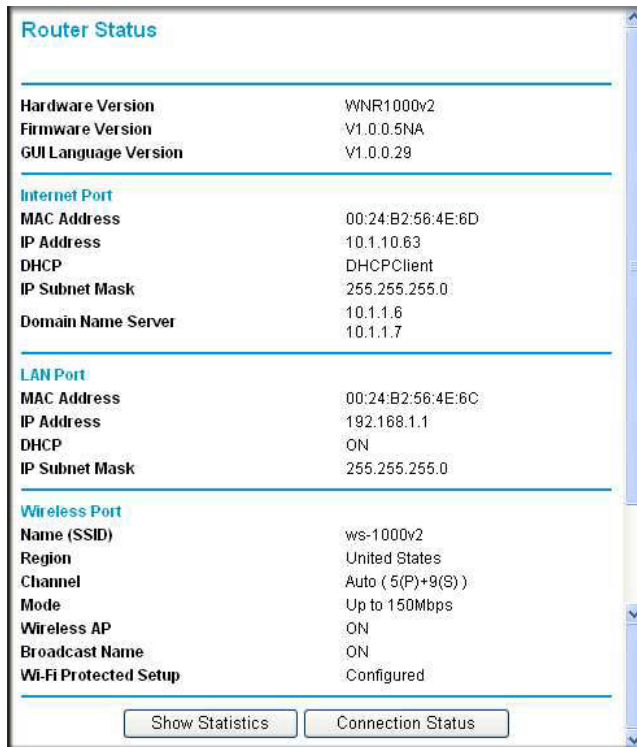 Router Status
Hardware Version WNR1000v2
Firmware Version V1.0.0.5NA
GUI Language Version V1.0.0.29
Internet Port
MAC Address 00:24:B2:56:4E:6D
IP Address 10.1.10.63
DHCP DHCPClient
IP Subnet Mask 255.255.255.0
Domain Name Server 10.1.1.6
10.1.1.7
LAN Port
MAC Address 00:24:B2:56:4E:6C
IP Address 192.168.1.1
DHCP ON
IP Subnet Mask 255.255.255.0
Wireless Port
Name (SSID) ws-1000v2
Region United States
Channel Auto ( 5(P)+9(S) )
Mode Up to 150Mbps
Wireless AP ON
Broadcast Name ON
Wi-Fi Protected Setup Configured
Show Statistics Connection Status